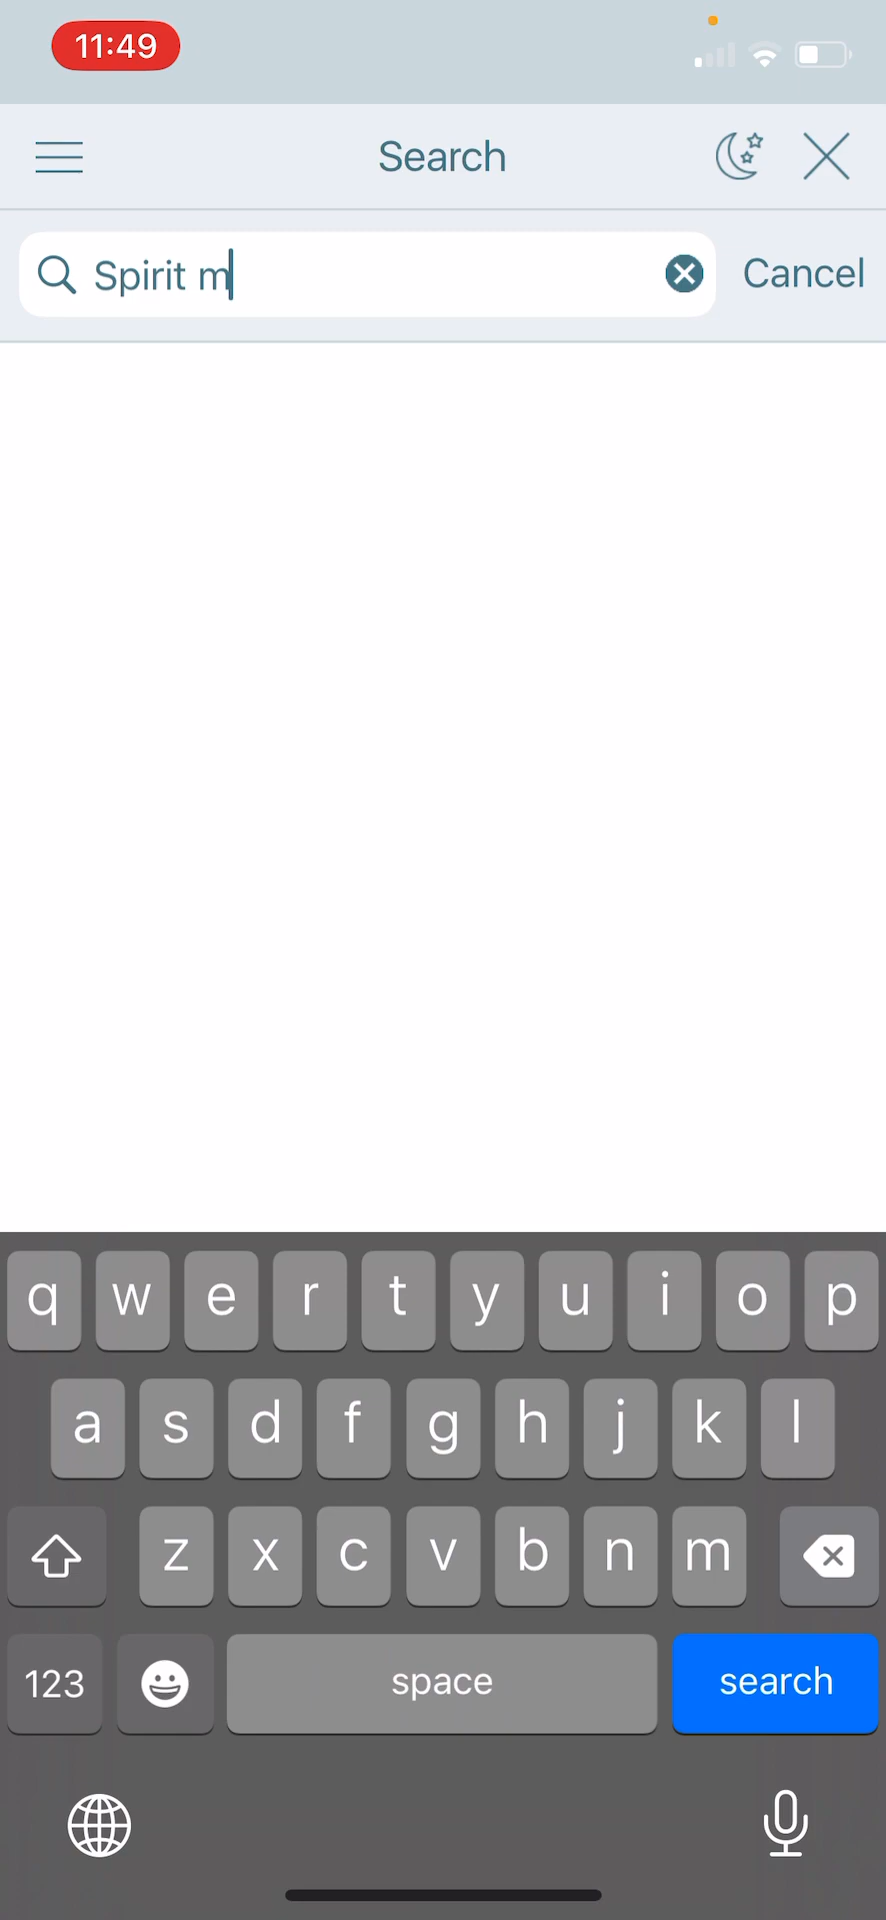 11:49
Search
Spirit m
Cancel
q w e r t y u i o p
a s d f g h j k l
z x c v b n m
123 space search